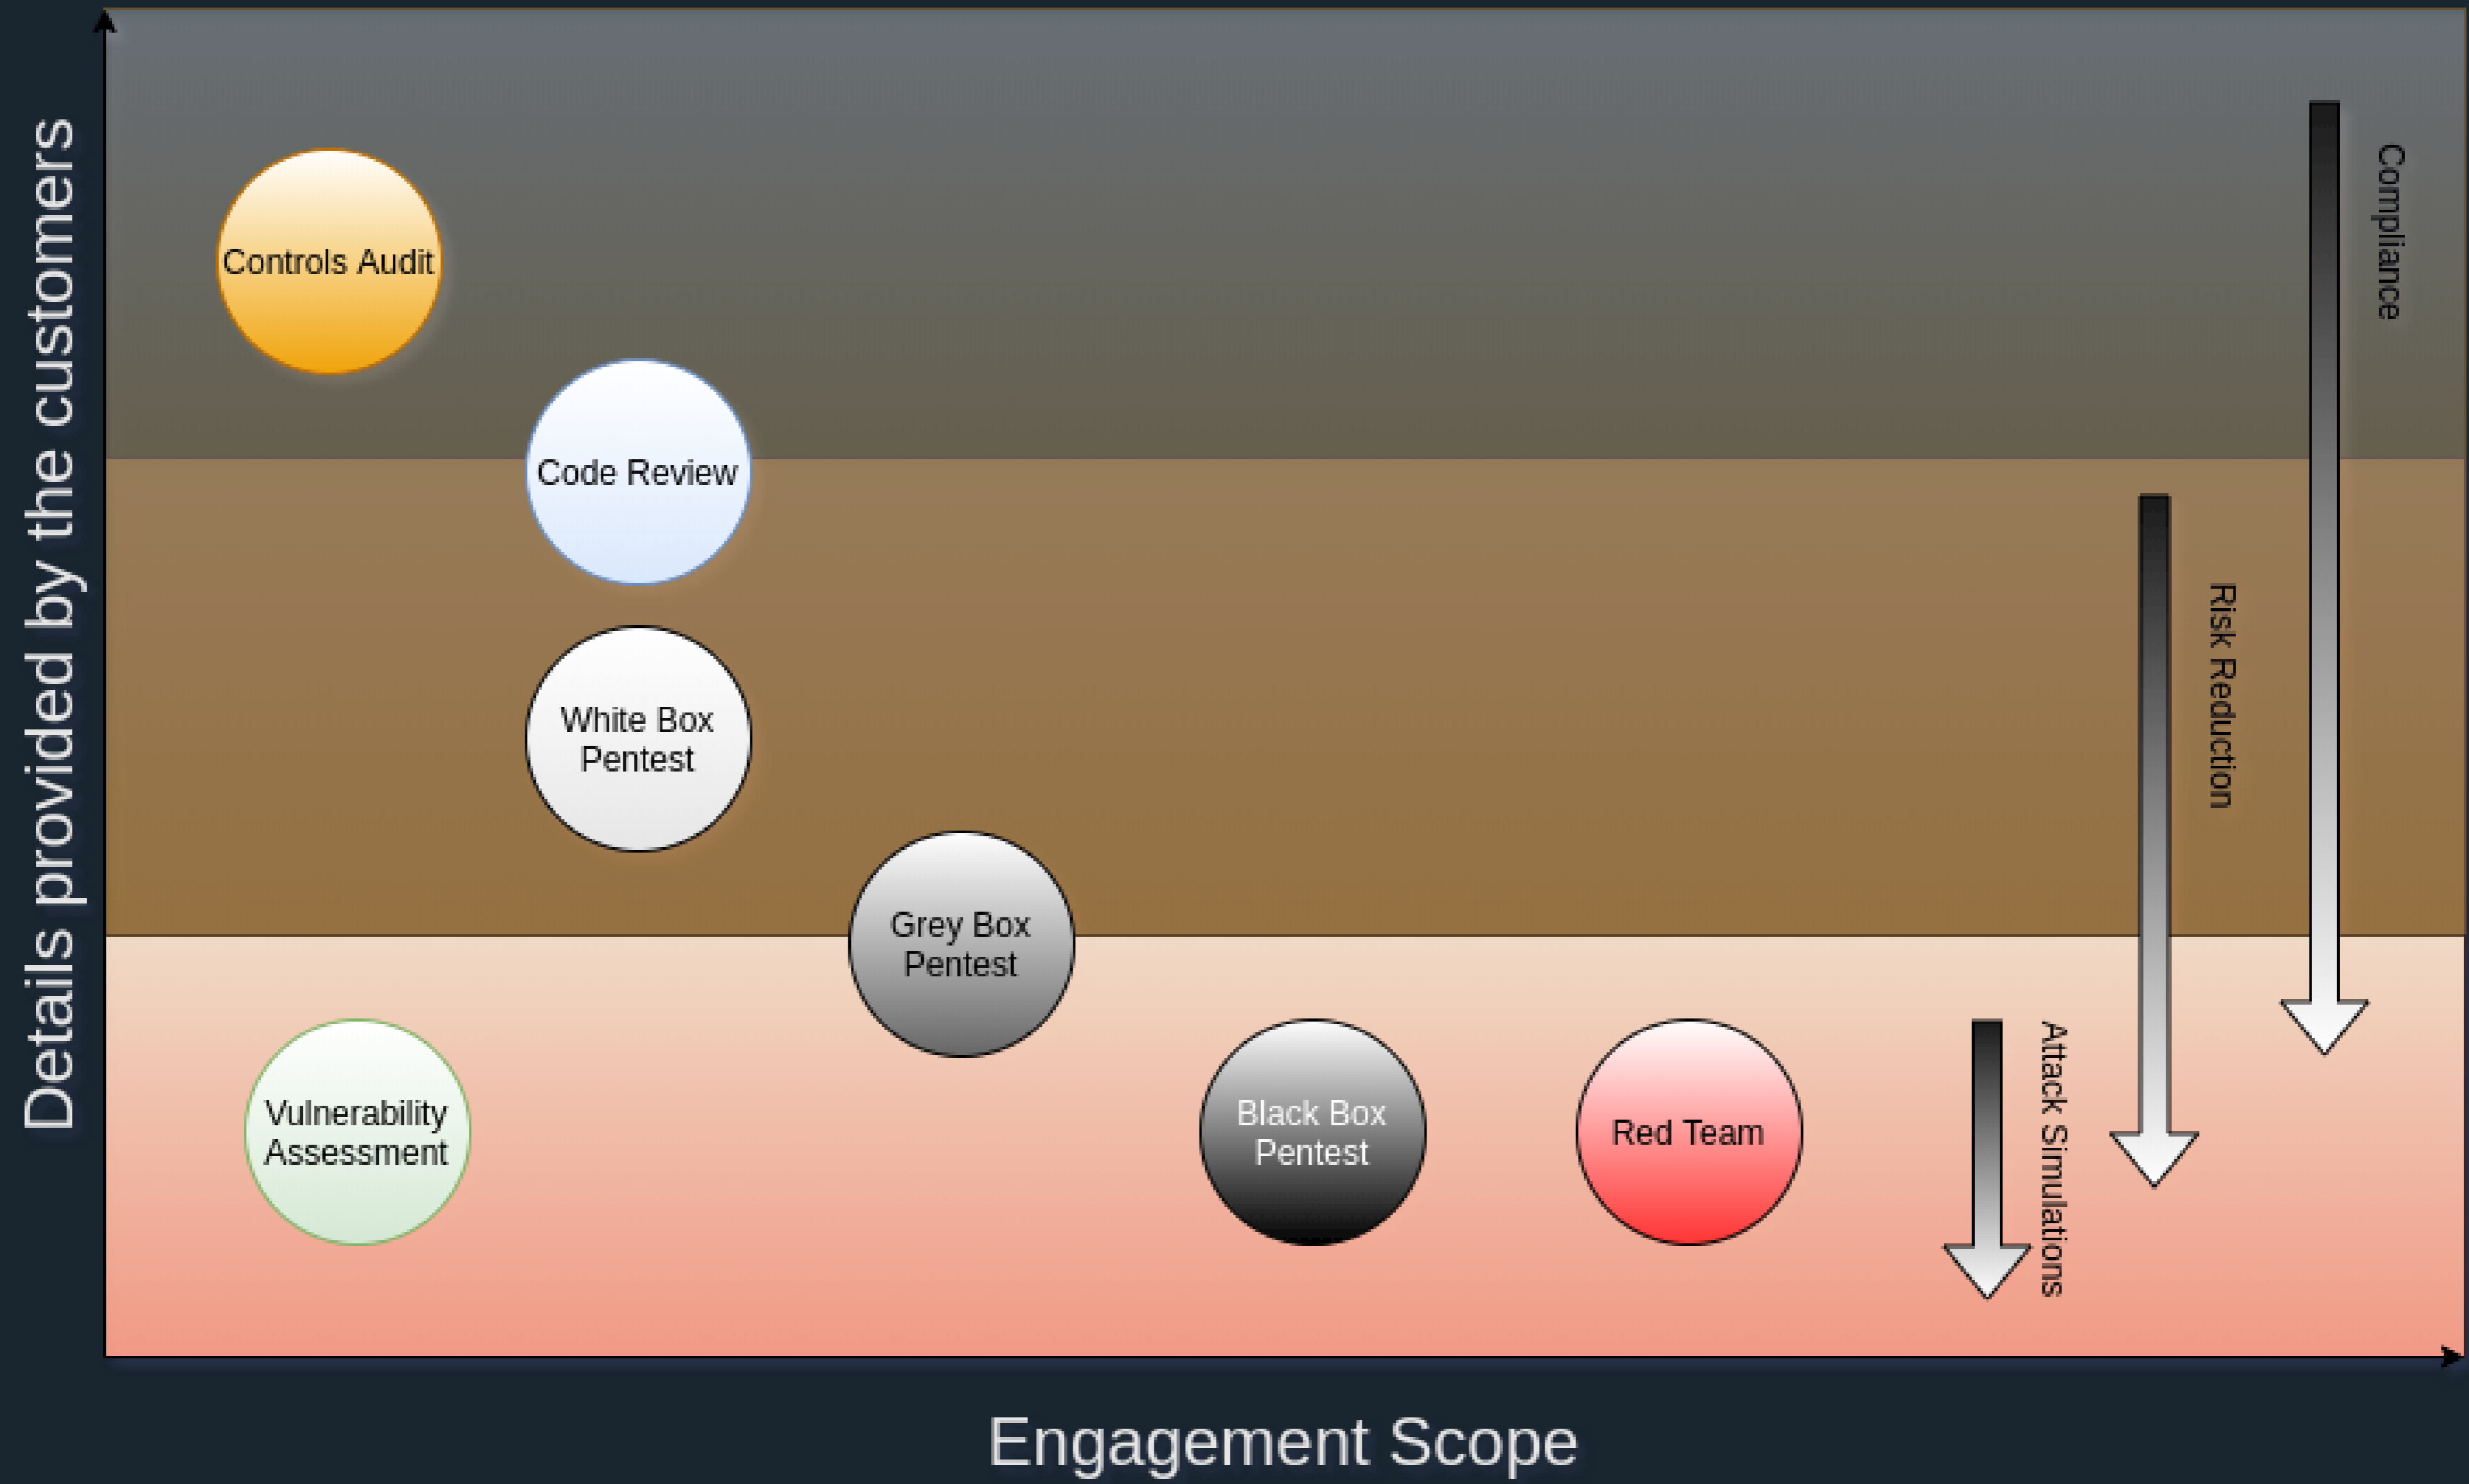 Details provided by the customers
Controls Audit
Code Review
White Box
Pentest
Grey Box
Pentest
Vulnerability
Assessment
Black Box
Pentest
Red Team
Attack Simulations
Risk Reduction
Compliance
Engagement Scope